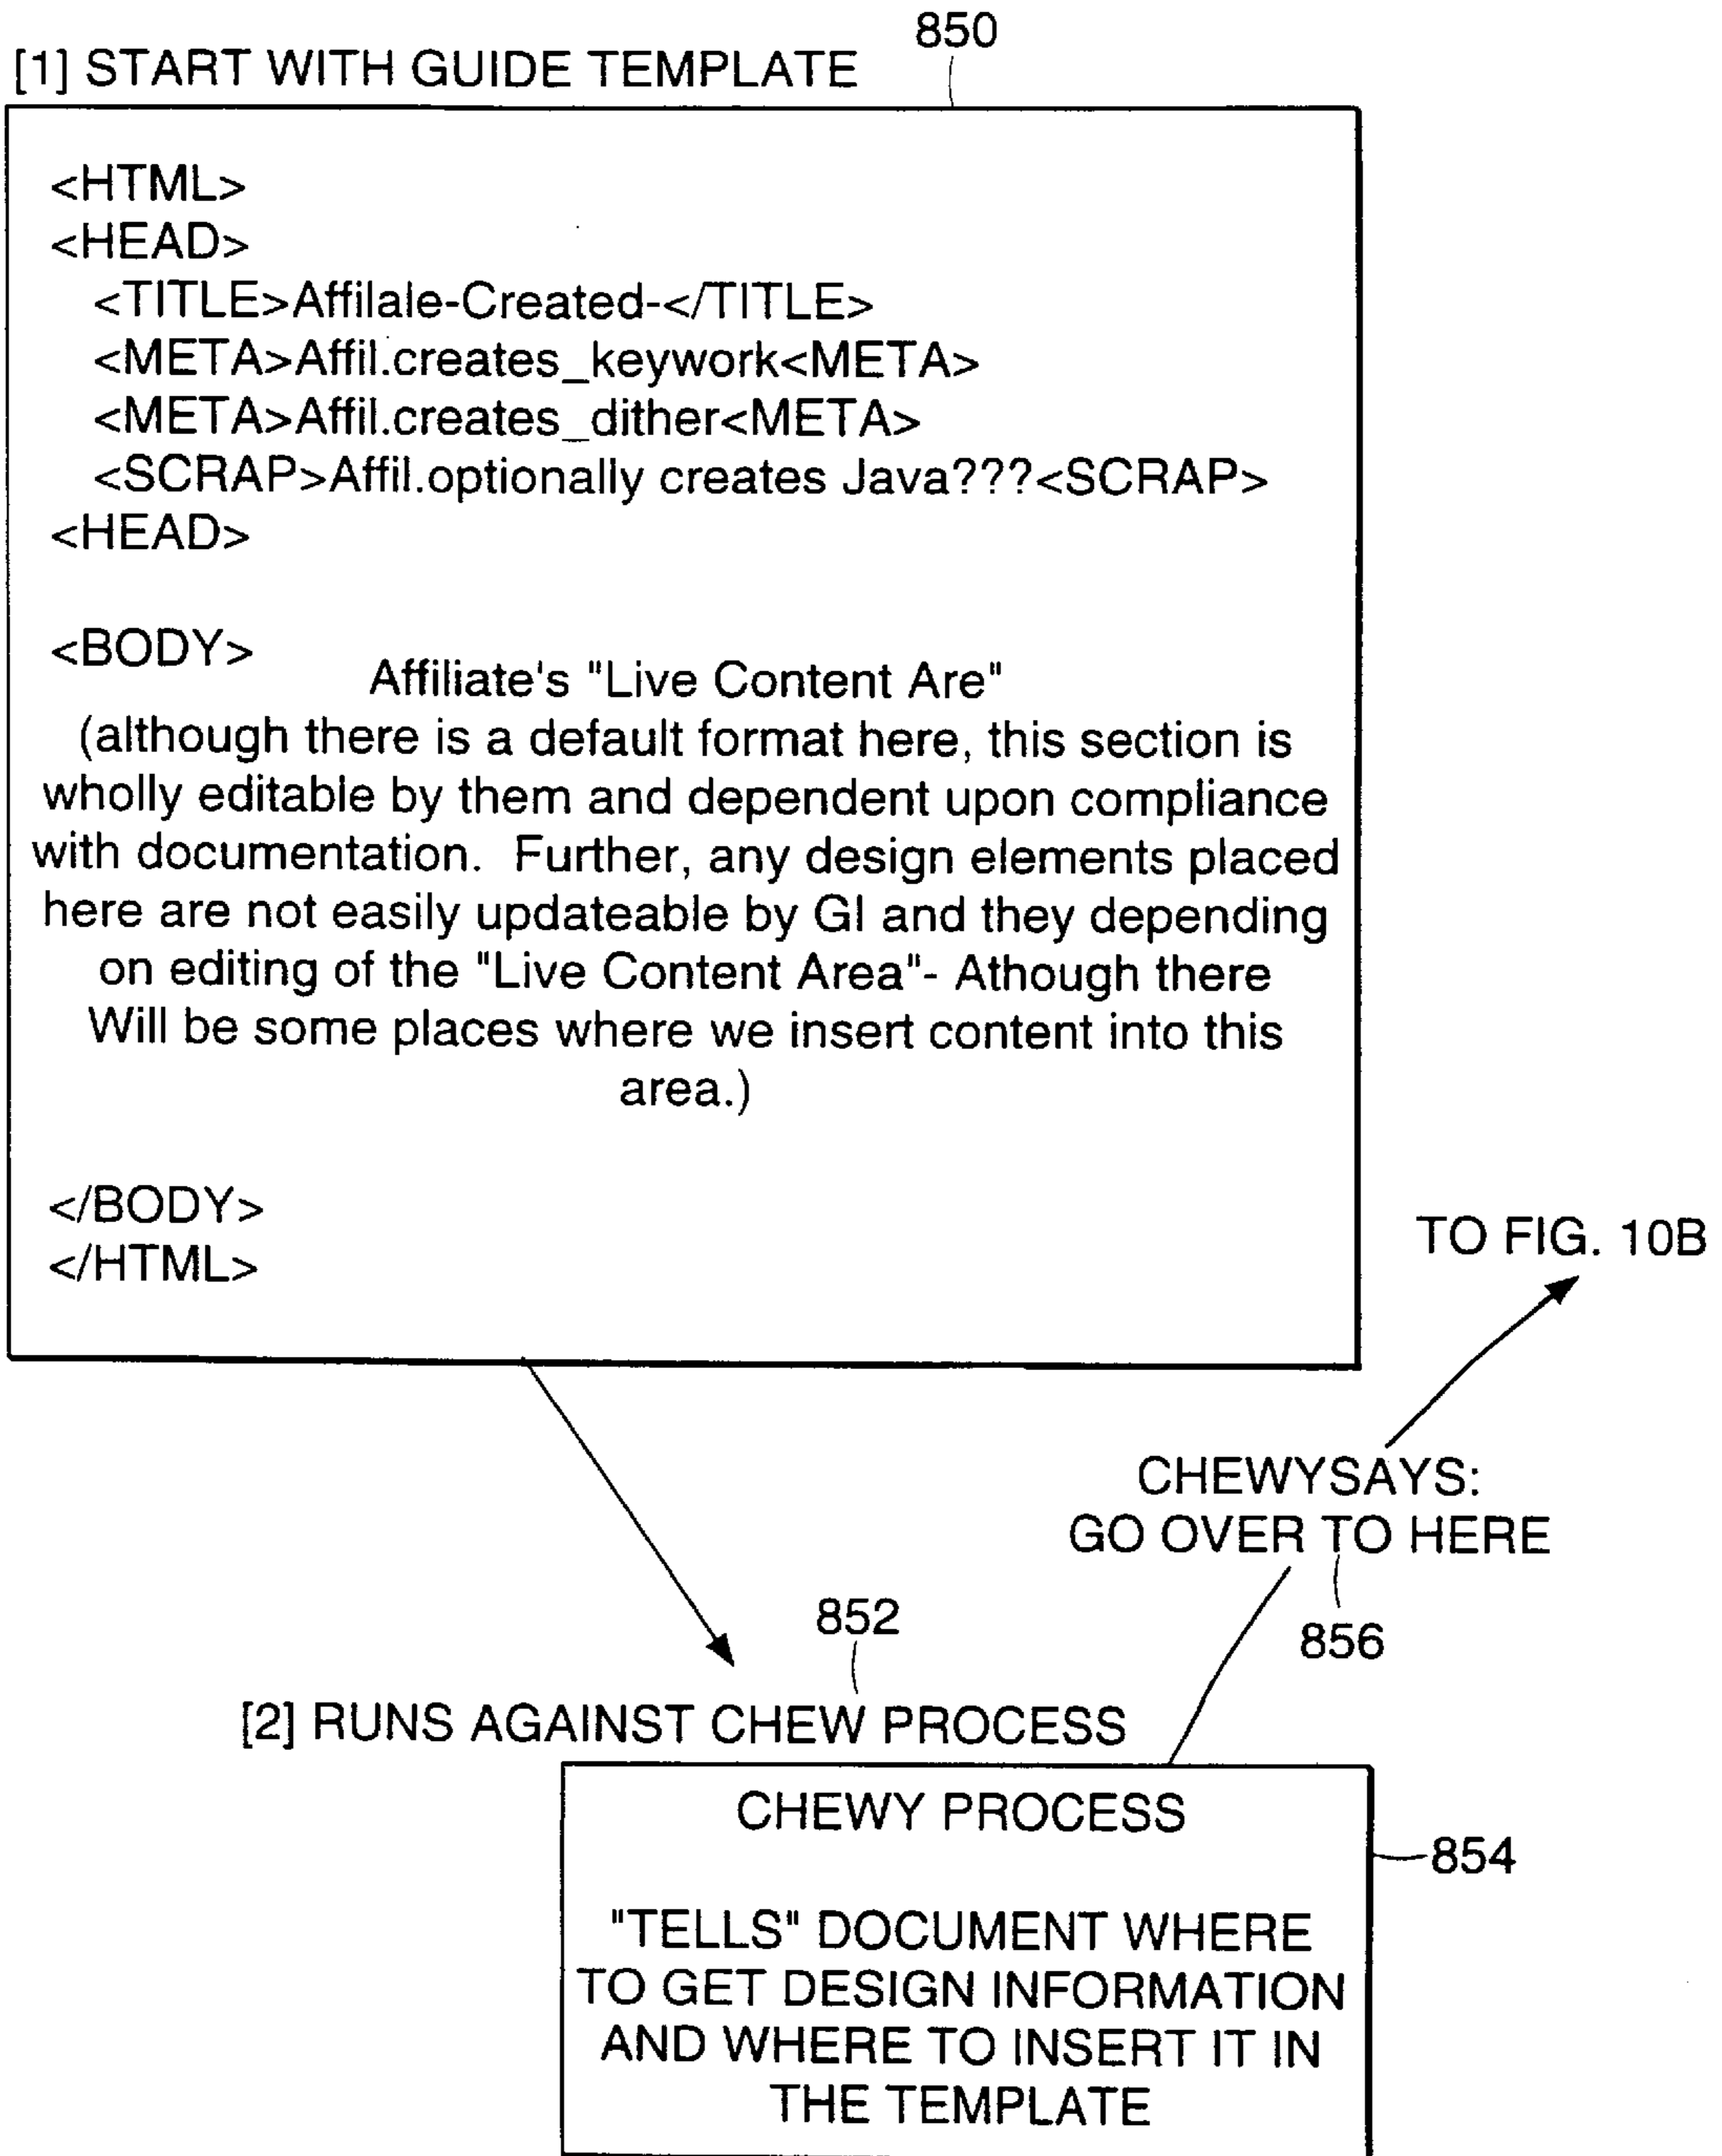 850
[1] START WITH GUIDE TEMPLATE
<HTML>
<HEAD>
<TITLE>Affilale-Created-</TITLE>
<META>Affil.creates_keywork<META>
<META>Affil.creates_dither<META>
<SCRAP>Affil.optionally creates Java???<SCRAP>
<HEAD>
<BODY>
Affiliate's "Live Content Are"
(although there is a default format here, this section is
wholly editable by them and dependent upon compliance
with documentation. Further, any design elements placed
here are not easily updateable by GI and they depending
on editing of the "Live Content Area"- Athough there
Will be some places where we insert content into this
area.)
</BODY>
</HTML>
TO FIG. 10B
CHEWYSAYS:
GO OVER TO HERE
856
852
[2] RUNS AGAINST CHEW PROCESS
CHEWY PROCESS
854
"TELLS" DOCUMENT WHERE
TO GET DESIGN INFORMATION
AND WHERE TO INSERT IT IN
THE TEMPLATE